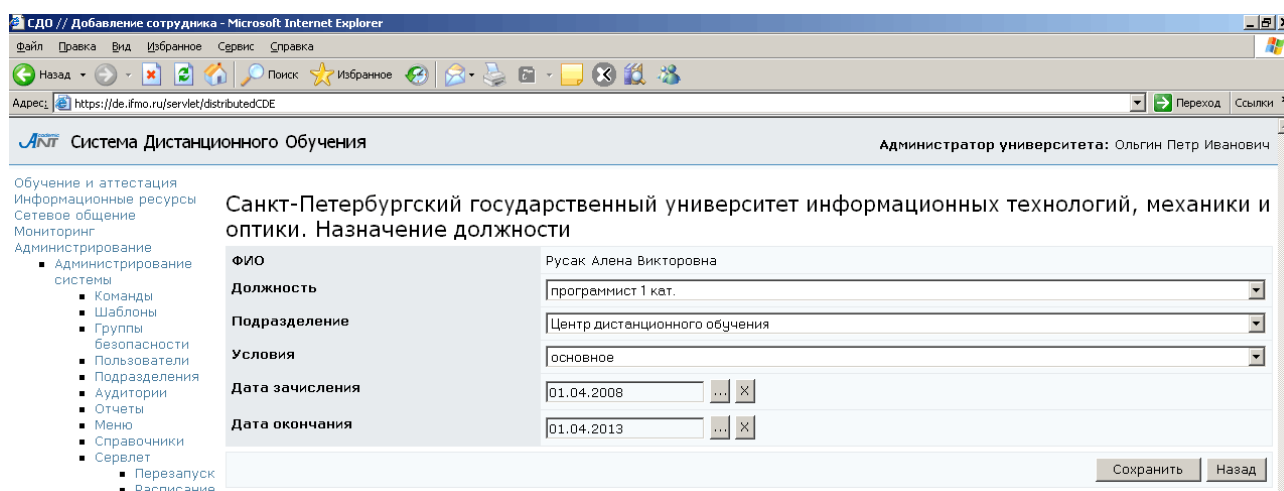 СДО // Добавление сотрудника - Microsoft Internet Explorer
Файл Правка Вид Избранное Сервис Справка
Назад Поиск Избранное
Адрес: https://de.ifmo.ru/servlet/distributedCDE Переход Ссылки
Academic ANT Система Дистанционного Обучения Администратор университета: Ольгин Петр Иванович
Обучение и аттестация
Информационные ресурсы
Сетевое общение
Мониторинг
Администрирование
Администрирование
системы
Команды
Шаблоны
Группы
безопасности
Пользователи
Подразделения
Аудитории
Отчеты
Меню
Справочники
Сервлет
Перезапуск
Расписание
Санкт-Петербургский государственный университет информационных технологий, механики и
оптики. Назначение должности
ФИО Русак Алена Викторовна
Должность программист 1 кат.
Подразделение Центр дистанционного обучения
Условия основное
Дата зачисления 01.04.2008 ... X
Дата окончания 01.04.2013 ... X
Сохранить Назад